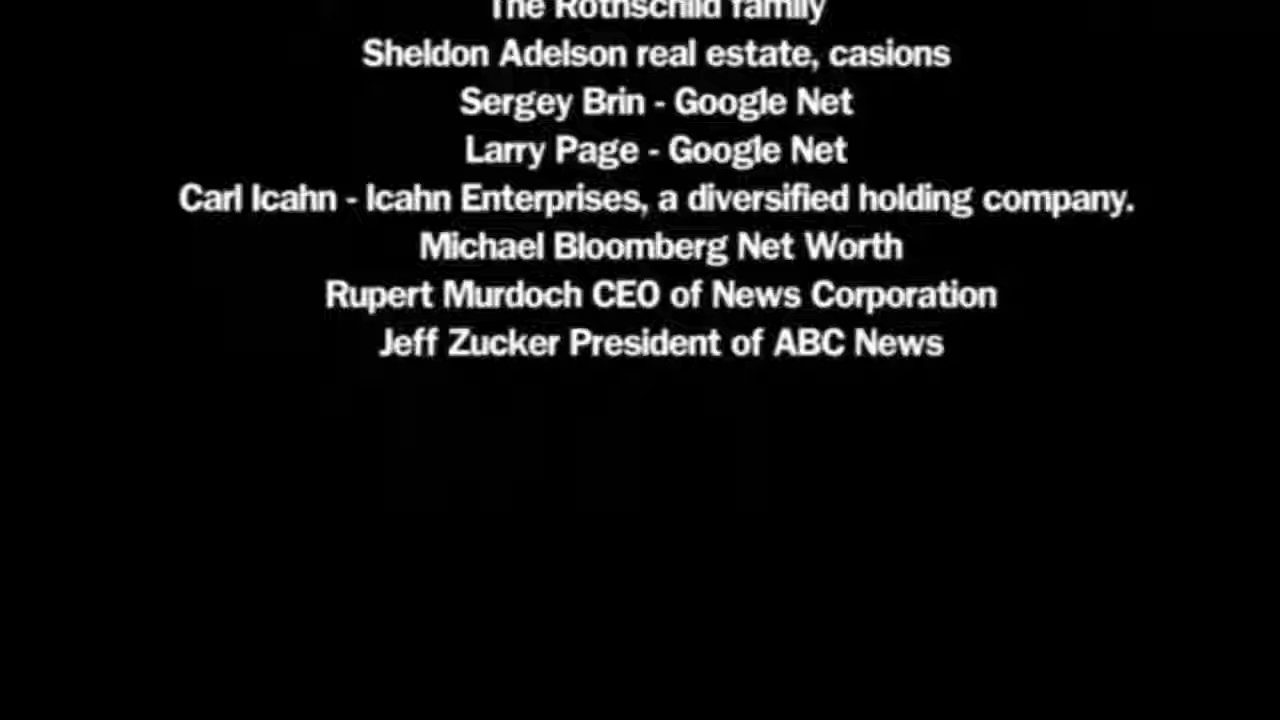 The Rothschild family
Sheldon Adelson real estate, casions
Sergey Brin - Google Net
Larry Page - Google Net
Carl Icahn - Icahn Enterprises, a diversified holding company.
Michael Bloomberg Net Worth
Rupert Murdoch CEO of News Corporation
Jeff Zucker President of ABC News